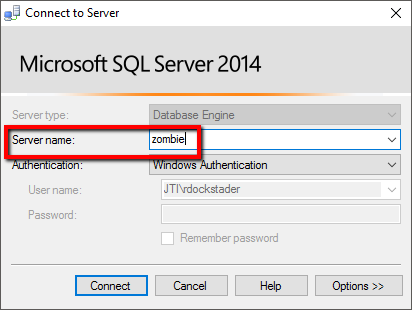 Connect to Server
Microsoft SQL Server 2014
Server type: Database Engine
Server name: zombie
Authentication: Windows Authentication
User name: JTI\rdockstader
Password:
Remember password
Connect Cancel Help Options >>